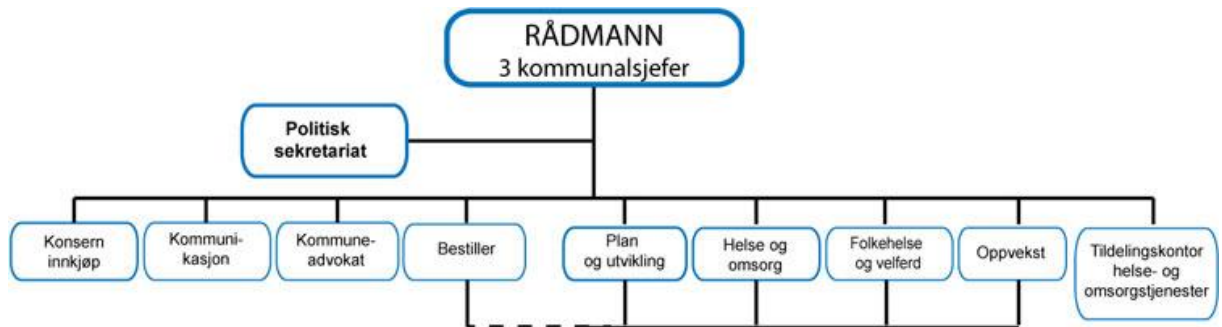 RÅDMANN
3 kommunalsjefer
Politisk
sekretariat
Konsern
innkjøp
Kommuni-
kasjon
Kommune-
advokat
Bestiller
Plan
og utvikling
Helse og
omsorg
Folkehelse
og velferd
Oppvekst
Tildelingskontor
helse- og
omsorgstjenester